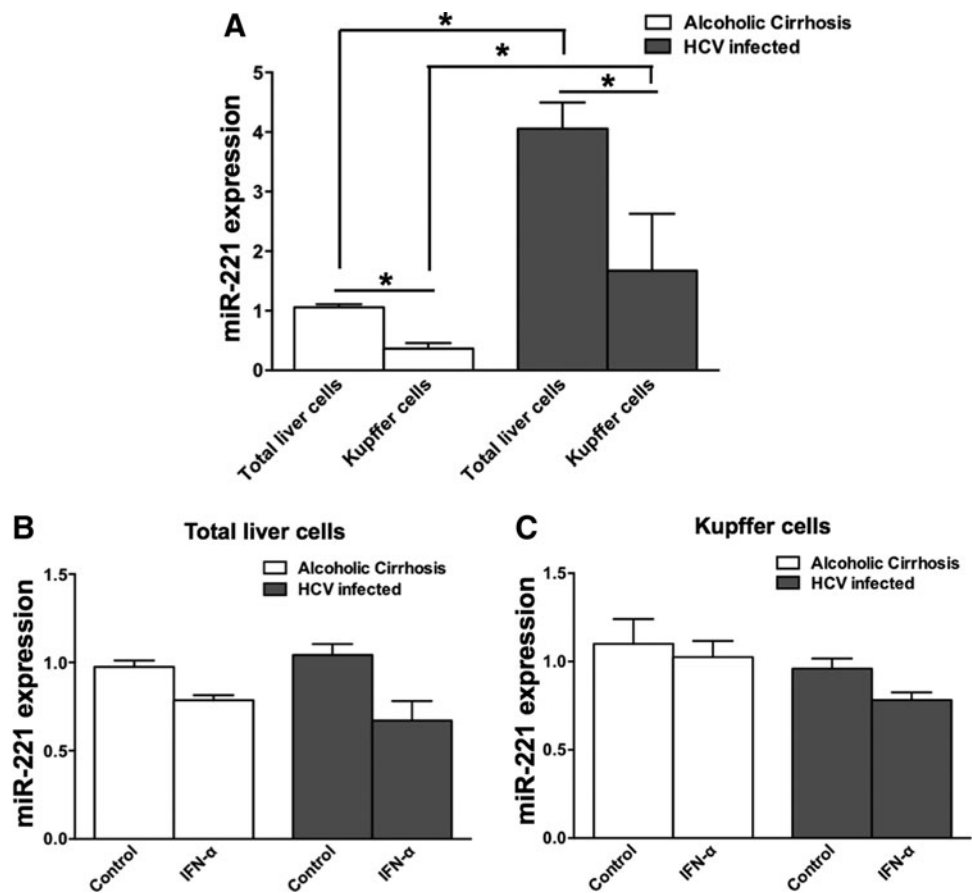 A
Alcoholic Cirrhosis
HCV infected
*
*
*
*
miR-221 expression
5
4
3
2
1
0
Total liver cells
Kupffer cells
Total liver cells
Kupffer cells
B
Total liver cells
Alcoholic Cirrhosis
HCV infected
miR-221 expression
1.5
1.0
0.5
0.0
Control
IFN-α
Control
IFN-α
C
Kupffer cells
Alcoholic Cirrhosis
HCV infected
miR-221 expression
1.5
1.0
0.5
0.0
Control
IFN-α
Control
IFN-α